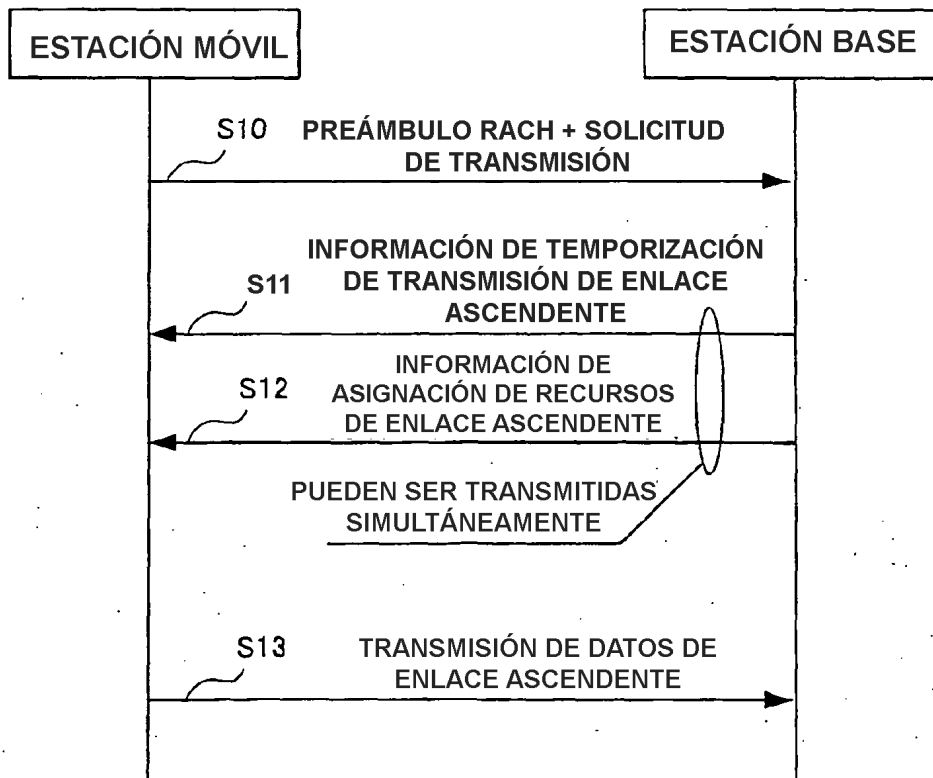 ESTACIÓN MÓVIL
ESTACIÓN BASE
S10
PREÁMBULO RACH + SOLICITUD
DE TRANSMISIÓN
S11
INFORMACIÓN DE TEMPORIZACIÓN
DE TRANSMISIÓN DE ENLACE
ASCENDENTE
S12
INFORMACIÓN DE
ASIGNACIÓN DE RECURSOS
DE ENLACE ASCENDENTE
PUEDEN SER TRANSMITIDAS
SIMULTÁNEAMENTE
S13
TRANSMISIÓN DE DATOS DE
ENLACE ASCENDENTE